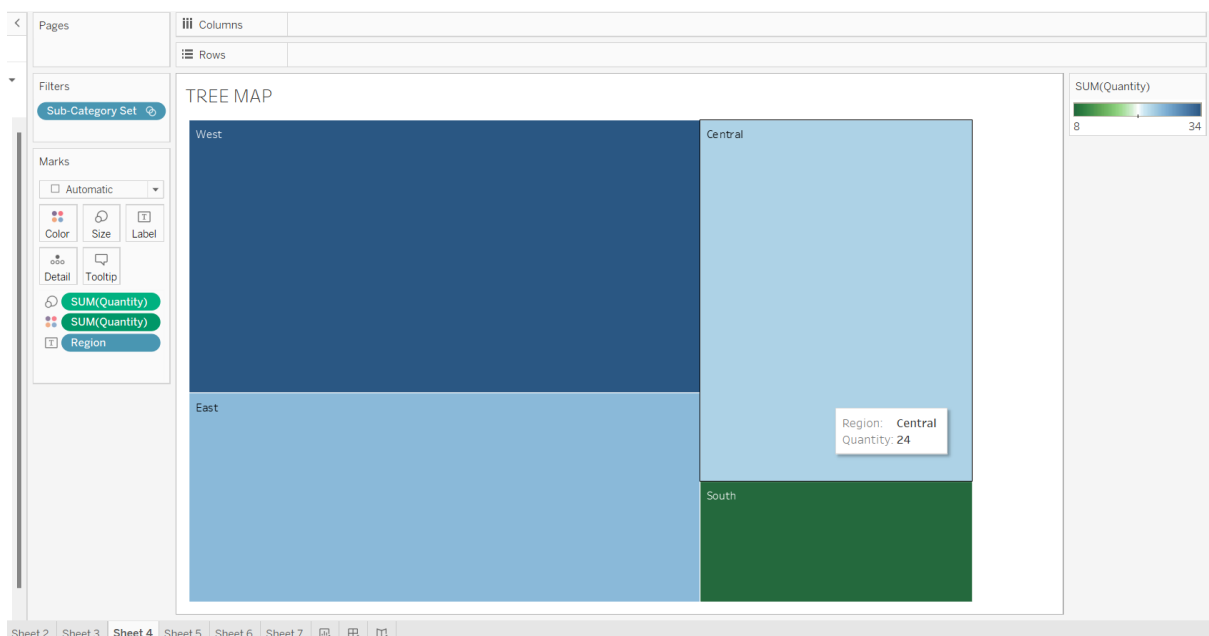 Pages
Columns
Rows
Filters
Sub-Category Set
Marks
Automatic
Color Size Label
Detail Tooltip
SUM(Quantity)
SUM(Quantity)
Region
TREE MAP
West
Central
East
Region: Central
Quantity: 24
South
SUM(Quantity)
8 34
Sheet 2 Sheet 3 Sheet 4 Sheet 5 Sheet 6 Sheet 7